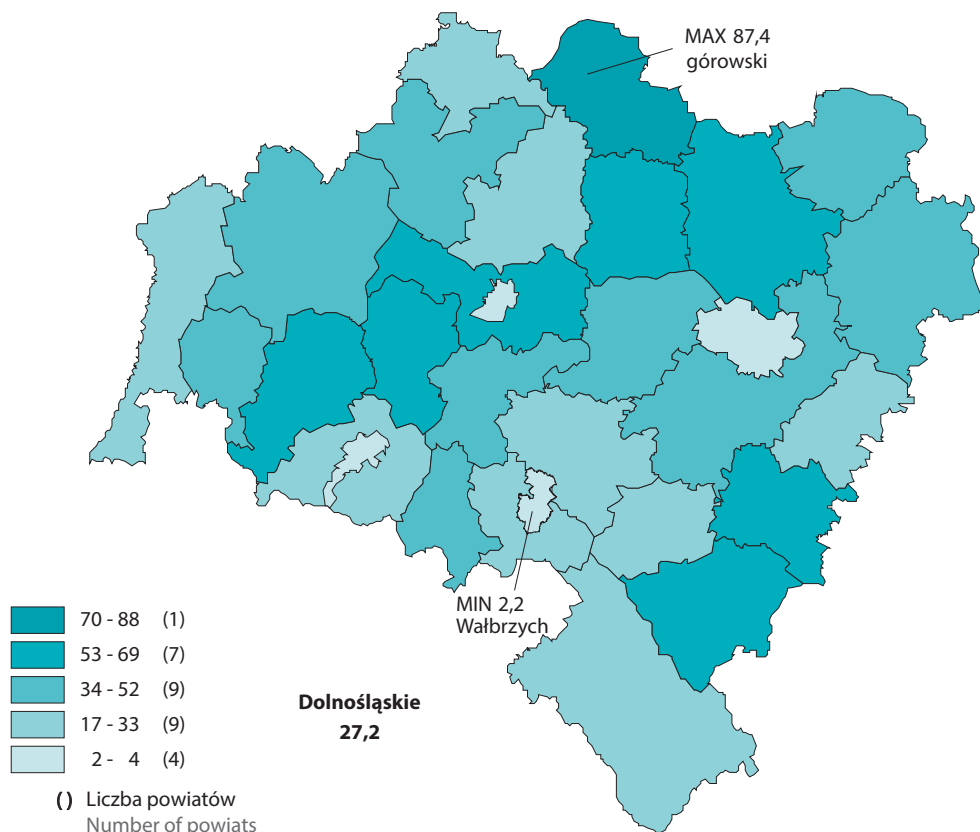 MAX 87,4
górowski
MIN 2,2
Wałbrzych
70 - 88 (1)
53 - 69 (7)
34 - 52 (9)
17 - 33 (9)
2 - 4 (4)
Dolnośląskie
27,2
( ) Liczba powiatów
Number of powiats